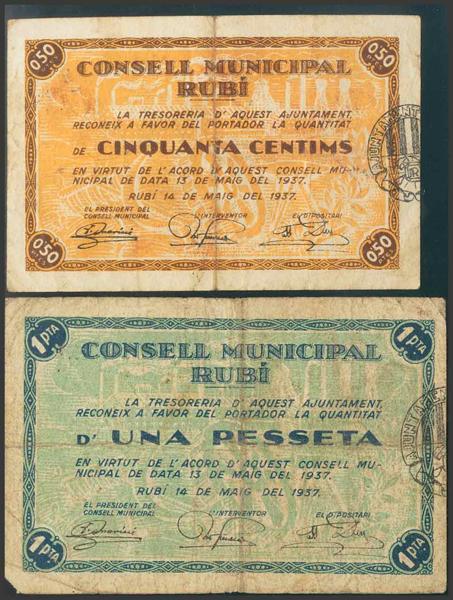 0'50 0'50
CONSELL MUNICIPAL
RUBÍ
LA TRESORERIA D'AQUEST AJUNTAMENT,
RECONEIX A FAVOR DEL PORTADOR LA QUANTITAT
DE CINQUANTA CENTIMS
EN VIRTUT DE L'ACORD D'AQUEST CONSELL MU-
NICIPAL DE DATA 13 DE MAIG DEL 1937.
RUBÍ 14 DE MAIG DEL 1937.
EL PRESIDENT DEL L'INTERVENTOR EL DIPOSITARI
CONSELL MUNICIPAL
0'50 0'50
1 PTA 1 PTA
CONSELL MUNICIPAL
RUBÍ
LA TRESORERIA D'AQUEST AJUNTAMENT,
RECONEIX A FAVOR DEL PORTADOR LA QUANTITAT
D' UNA PESSETA
EN VIRTUT DE L'ACORD D'AQUEST CONSELL MU-
NICIPAL DE DATA 13 DE MAIG DEL 1937.
RUBÍ 14 DE MAIG DEL 1937.
EL PRESIDENT DEL L'INTERVENTOR EL DIPOSITARI
CONSELL MUNICIPAL
1 PTA 1 PTA